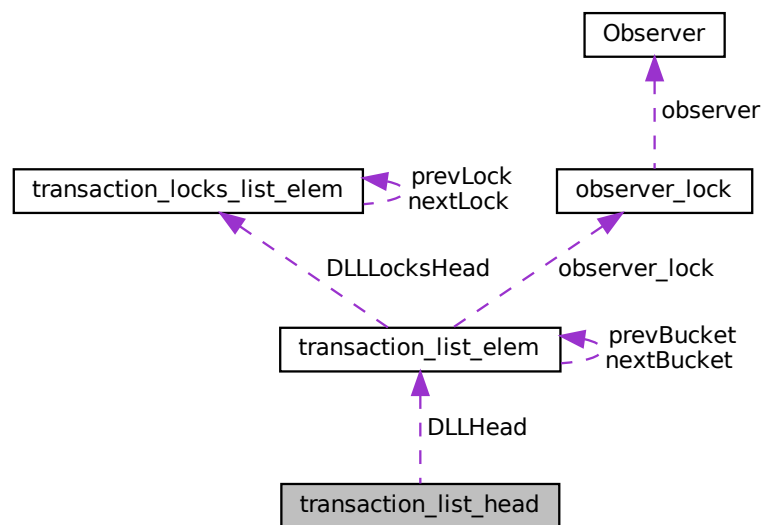 Observer
observer
transaction_locks_list_elem
prevLock
nextLock
observer_lock
DLLLocksHead
observer_lock
transaction_list_elem
prevBucket
nextBucket
DLLHead
transaction_list_head